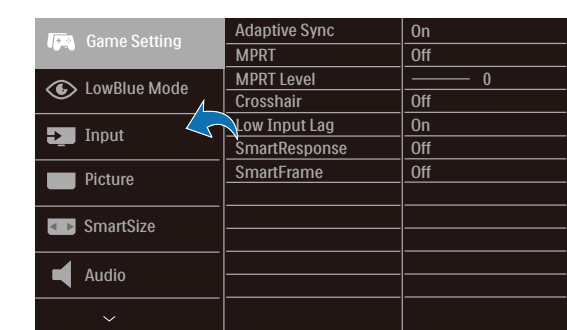 Game Setting
LowBlue Mode
Input
Picture
SmartSize
Audio
Adaptive Sync On
MPRT Off
MPRT Level 0
Crosshair Off
Low Input Lag On
SmartResponse Off
SmartFrame Off